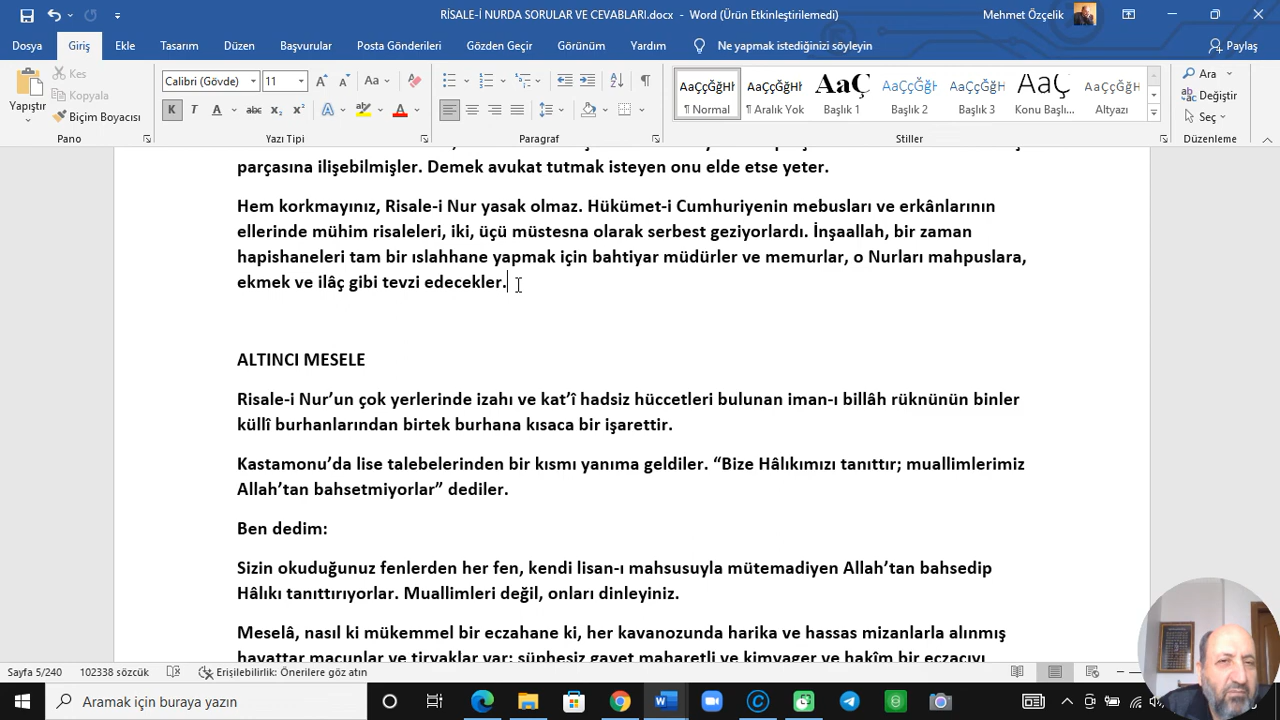 RİSALE-İ NURDA SORULAR VE CEVABLARI.docx - Word (Ürün Etkinleştirilemedi)
Mehmet Özçelik
Dosya Giriş Ekle Tasarım Düzen Başvurular Posta Gönderileri Gözden Geçir Görünüm Yardım Ne yapmak istediğinizi söyleyin Paylaş
Yapıştır
Kes
Kopyala
Biçim Boyacısı
Calibri (Gövde) 11
Aa
K T A abc x₂ x²
AaÇçĞğH AaÇçĞğH AaÇ AaÇçĞğH AaÇçĞğH AaÇçĞğH AaÇçĞğH
¶ Normal ¶ Aralık Yok Başlık 1 Başlık 2 Başlık 3 Konu Başlı... Altyazı
Ara
Değiştir
Seç
Pano Yazı Tipi Paragraf Stiller Düzenleme
parçasına ilişebilmişler. Demek avukat tutmak isteyen onu elde etse yeter.
Hem korkmayınız, Risale-i Nur yasak olmaz. Hükümet-i Cumhuriyenin mebusları ve erkânlarının
ellerinde mühim risaleleri, iki, üçü müstesna olarak serbest geziyorlardı. İnşaallah, bir zaman
hapishaneleri tam bir ıslahhane yapmak için bahtiyar müdürler ve memurlar, o Nurları mahpuslara,
ekmek ve ilâç gibi tevzi edecekler.
ALTINCI MESELE
Risale-i Nur’un çok yerlerinde izahı ve kat’î hadsiz hüccetleri bulunan iman-ı billâh rüknünün binler
küllî burhanlarından birtek burhana kısaca bir işarettir.
Kastamonu’da lise talebelerinden bir kısmı yanıma geldiler. “Bize Hâlıkımızı tanıttır; muallimlerimiz
Allah’tan bahsetmiyorlar” dediler.
Ben dedim:
Sizin okuduğunuz fenlerden her fen, kendi lisan-ı mahsusuyla mütemadiyen Allah’tan bahsedip
Hâlıkı tanıttırıyorlar. Muallimleri değil, onları dinleyiniz.
Meselâ, nasıl ki mükemmel bir eczahane ki, her kavanozunda harika ve hassas mizanlarla alınmış
hayattar macunlar ve tiryaklar var; şüphesiz gayet maharetli ve kimyager ve hakîm bir eczacıyı
Sayfa 5/240 102338 sözcük Erişilebilirlik: Önerilere göz atın
Aramak için buraya yazın